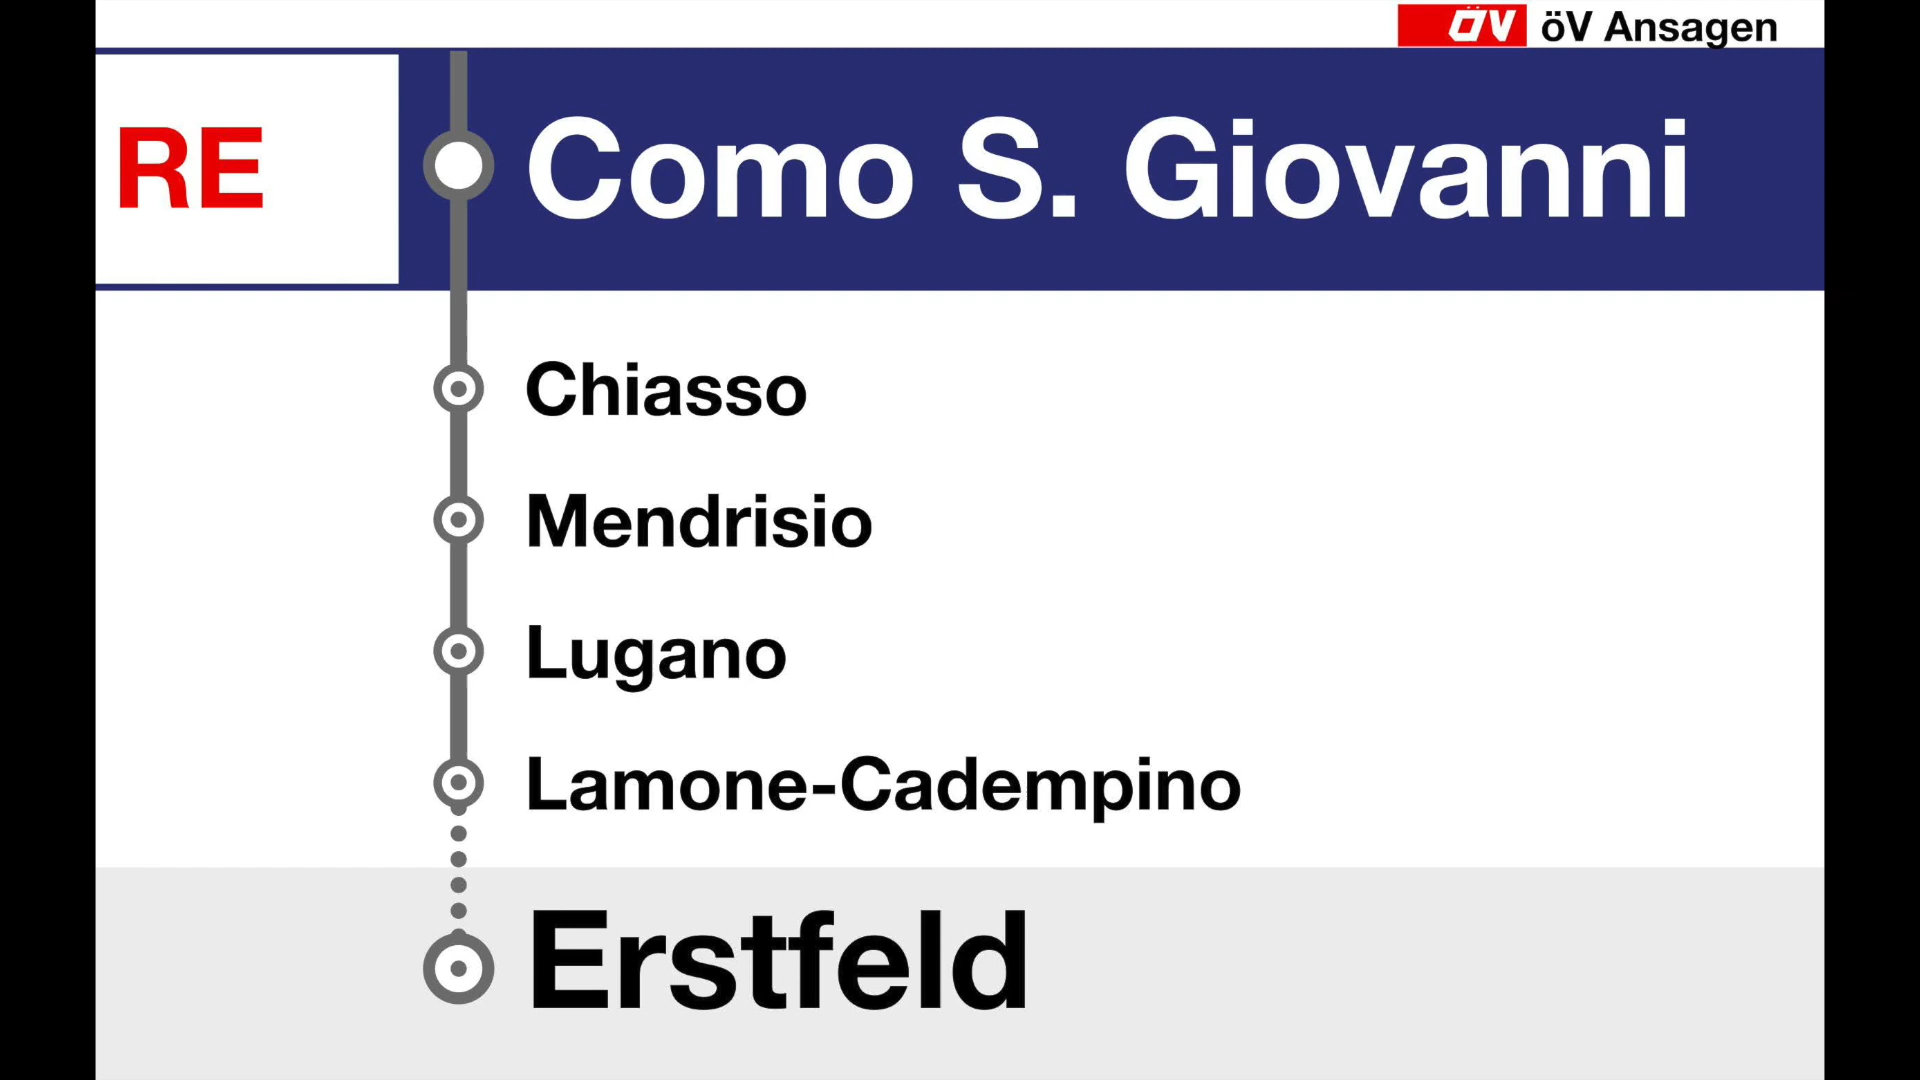 ÖV öV Ansagen
RE Como S. Giovanni
Chiasso
Mendrisio
Lugano
Lamone-Cadempino
Erstfeld